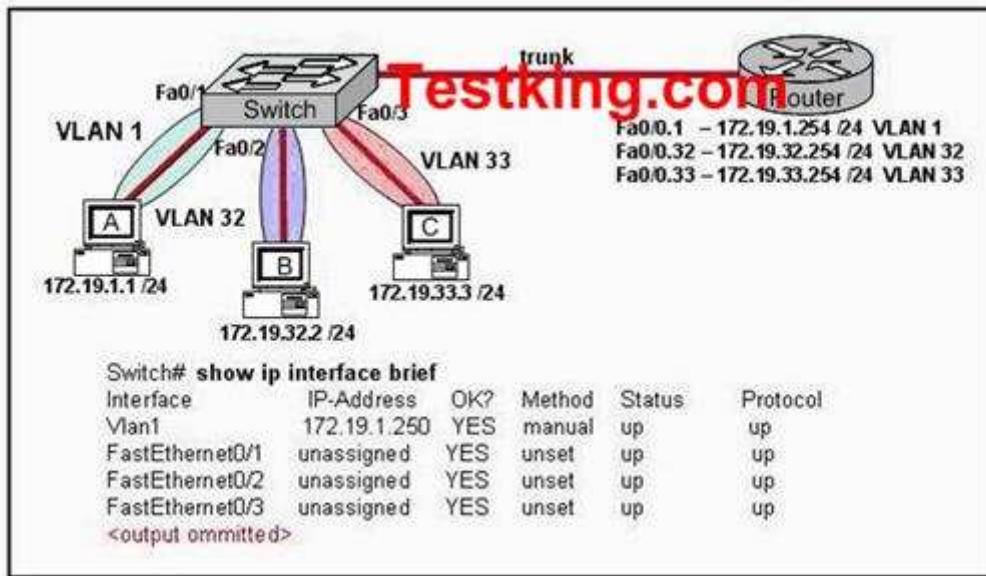 trunk
Testking.com
Fa0/1
Switch
Fa0/3
Router
VLAN 1
Fa0/2
VLAN 33
Fa0/0.1 – 172.19.1.254 /24 VLAN 1
Fa0/0.32 – 172.19.32.254 /24 VLAN 32
Fa0/0.33 – 172.19.33.254 /24 VLAN 33
A
VLAN 32
B
C
172.19.1.1 /24
172.19.33.3 /24
172.19.32.2 /24
Switch# show ip interface brief
Interface IP-Address OK? Method Status Protocol
Vlan1 172.19.1.250 YES manual up up
FastEthernet0/1 unassigned YES unset up up
FastEthernet0/2 unassigned YES unset up up
FastEthernet0/3 unassigned YES unset up up
<output ommitted>